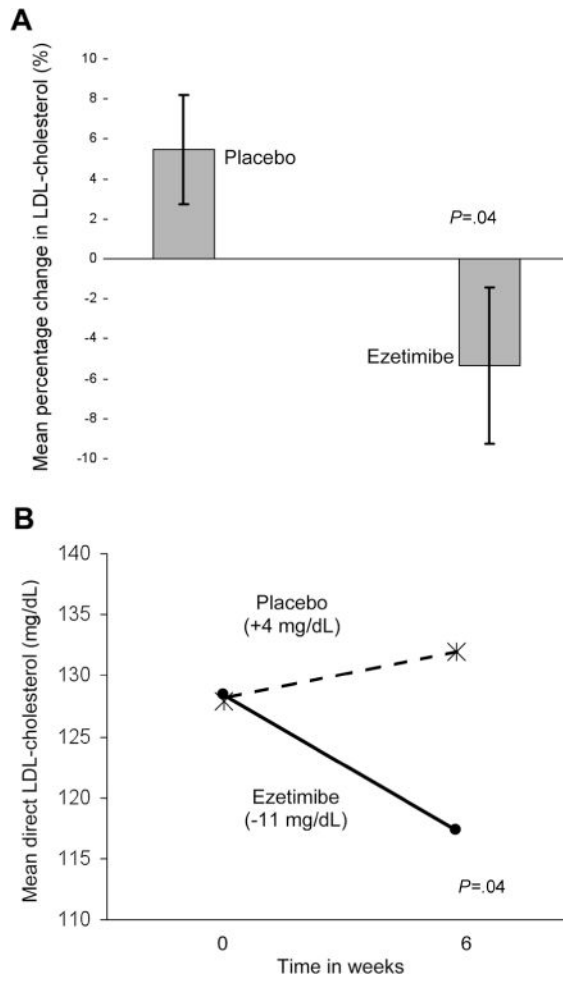 A
Mean percentage change in LDL-cholesterol (%)
10
8
6
4
2
0
-2
-4
-6
-8
-10
Placebo
P=.04
Ezetimibe
B
Mean direct LDL-cholesterol (mg/dL)
140
135
130
125
120
115
110
Placebo
(+4 mg/dL)
Ezetimibe
(-11 mg/dL)
P=.04
0
6
Time in weeks